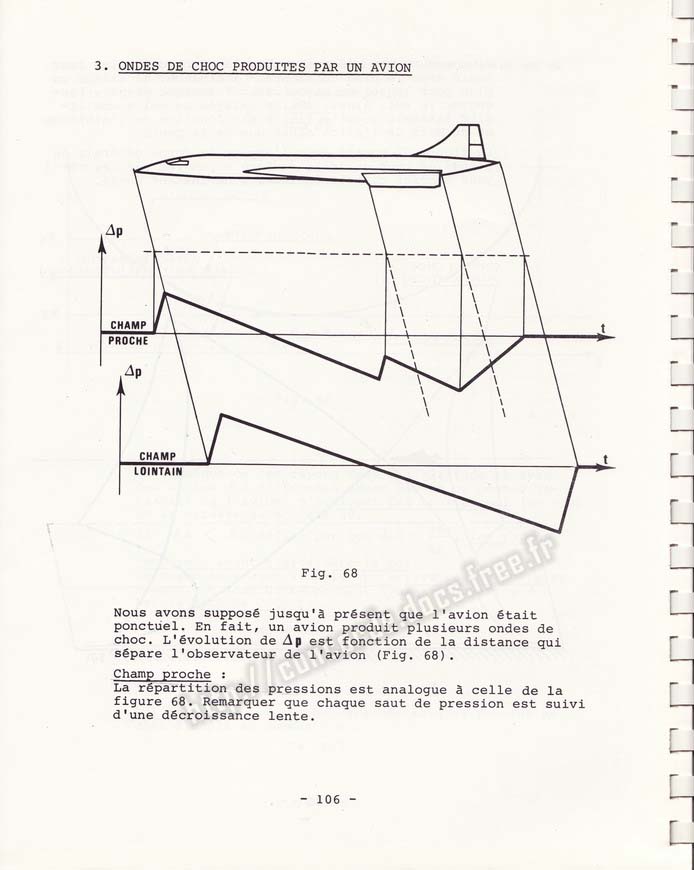 3. ONDES DE CHOC PRODUITES PAR UN AVION
Δp
CHAMP
PROCHE
t
Δp
CHAMP
LOINTAIN
t
Fig. 68
Nous avons supposé jusqu'à présent que l'avion était
ponctuel. En fait, un avion produit plusieurs ondes de
choc. L'évolution de Δp est fonction de la distance qui
sépare l'observateur de l'avion (Fig. 68).
Champ proche :
La répartition des pressions est analogue à celle de la
figure 68. Remarquer que chaque saut de pression est suivi
d'une décroissance lente.
- 106 -